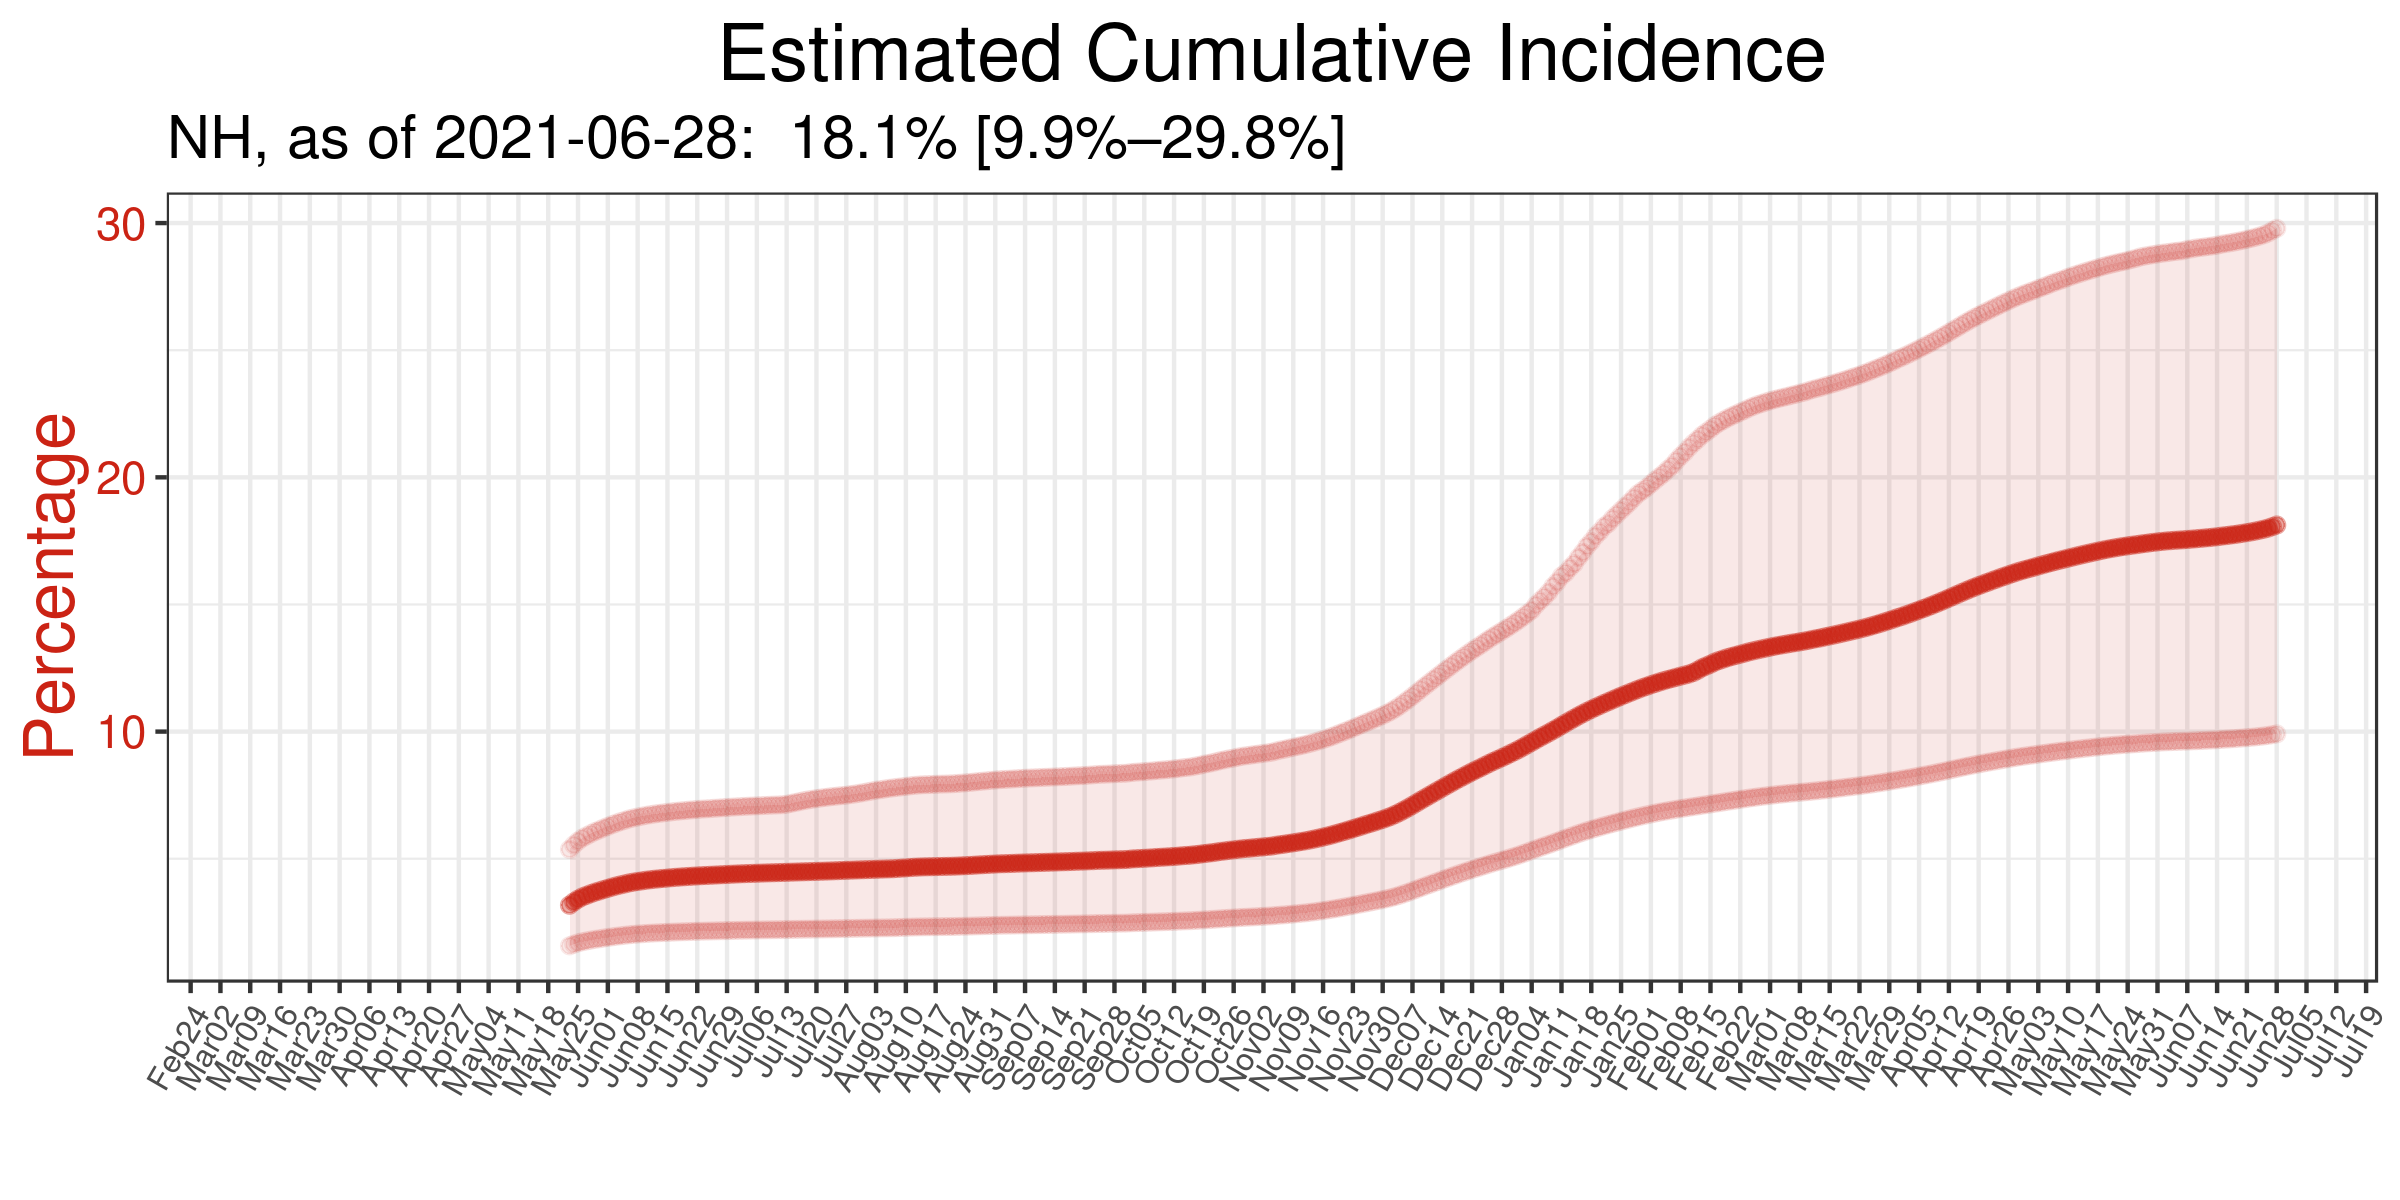 Estimated Cumulative Incidence
NH, as of 2021-06-28:  18.1% [9.9%–29.8%]
Percentage
30
20
10
Feb24
Mar02
Mar09
Mar16
Mar23
Mar30
Apr06
Apr13
Apr20
Apr27
May04
May11
May18
May25
Jun01
Jun08
Jun15
Jun22
Jun29
Jul06
Jul13
Jul20
Jul27
Aug03
Aug10
Aug17
Aug24
Aug31
Sep07
Sep14
Sep21
Sep28
Oct05
Oct12
Oct19
Oct26
Nov02
Nov09
Nov16
Nov23
Nov30
Dec07
Dec14
Dec21
Dec28
Jan04
Jan11
Jan18
Jan25
Feb01
Feb08
Feb15
Feb22
Mar01
Mar08
Mar15
Mar22
Mar29
Apr05
Apr12
Apr19
Apr26
May03
May10
May17
May24
May31
Jun07
Jun14
Jun21
Jun28
Jul05
Jul12
Jul19